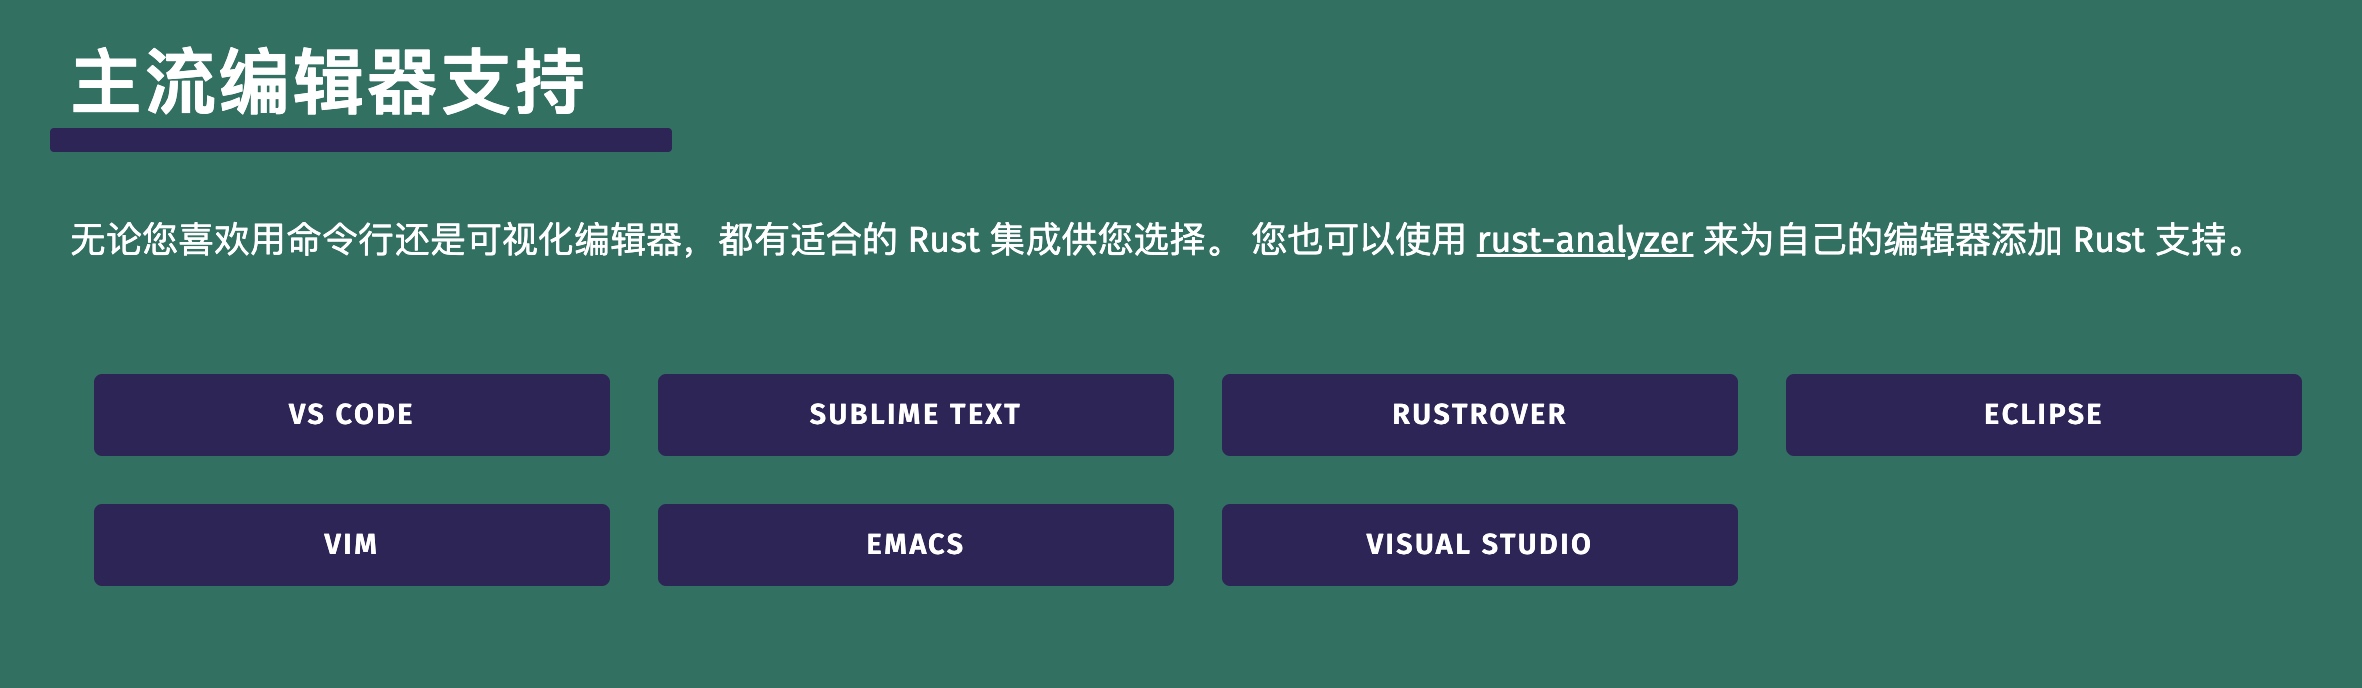 主流编辑器支持
无论您喜欢用命令行还是可视化编辑器，都有适合的 Rust 集成供您选择。 您也可以使用 rust-analyzer 来为自己的编辑器添加 Rust 支持。
VS CODE
SUBLIME TEXT
RUSTROVER
ECLIPSE
VIM
EMACS
VISUAL STUDIO